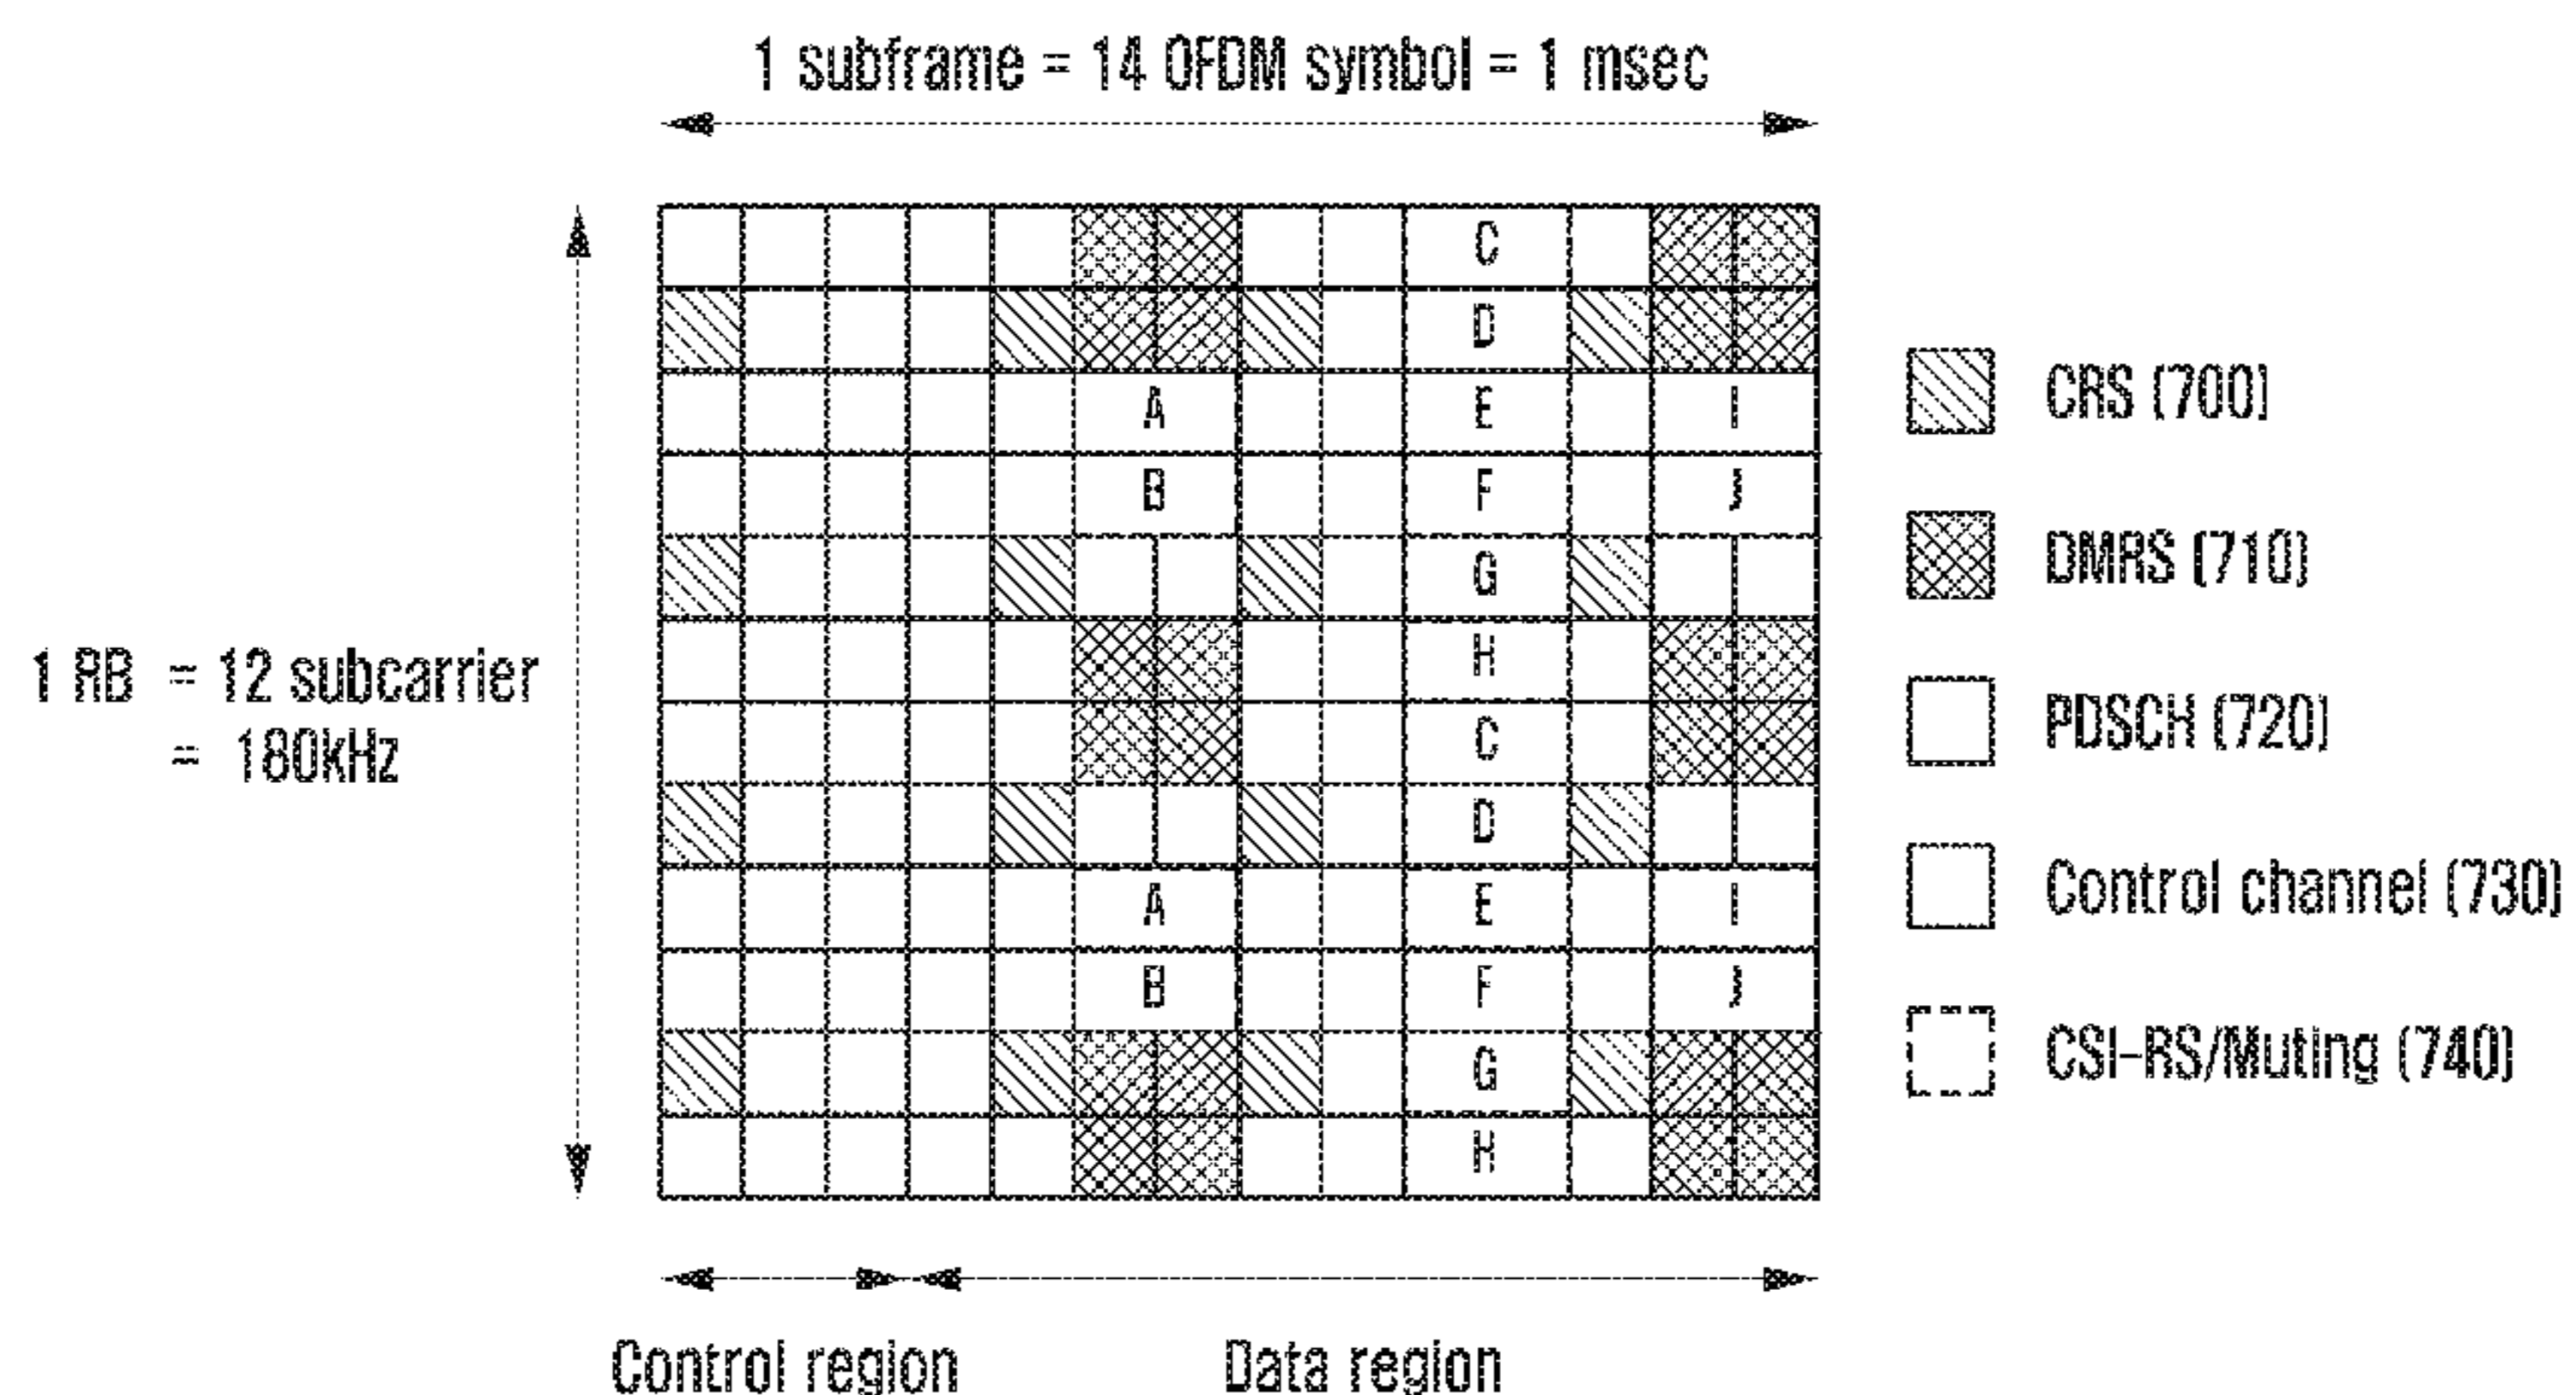 1 subframe = 14 OFDM symbol = 1 msec
C
D
A E I
B F J
G
H
1 RB = 12 subcarrier
= 180kHz
C
D
A E I
B F J
G
H
CRS (700)
DMRS (710)
PDSCH (720)
Control channel (730)
CSI-RS/Muting (740)
Control region Data region